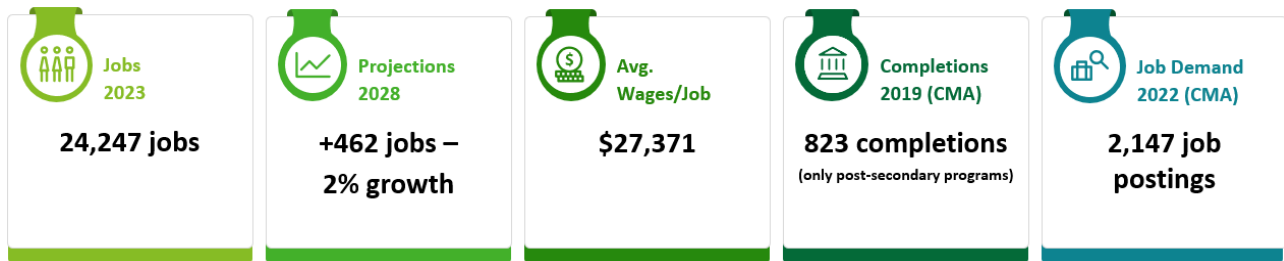 Jobs
2023
24,247 jobs
Projections
2028
+462 jobs –
2% growth
Avg.
Wages/Job
$27,371
Completions
2019 (CMA)
823 completions
(only post-secondary programs)
Job Demand
2022 (CMA)
2,147 job
postings